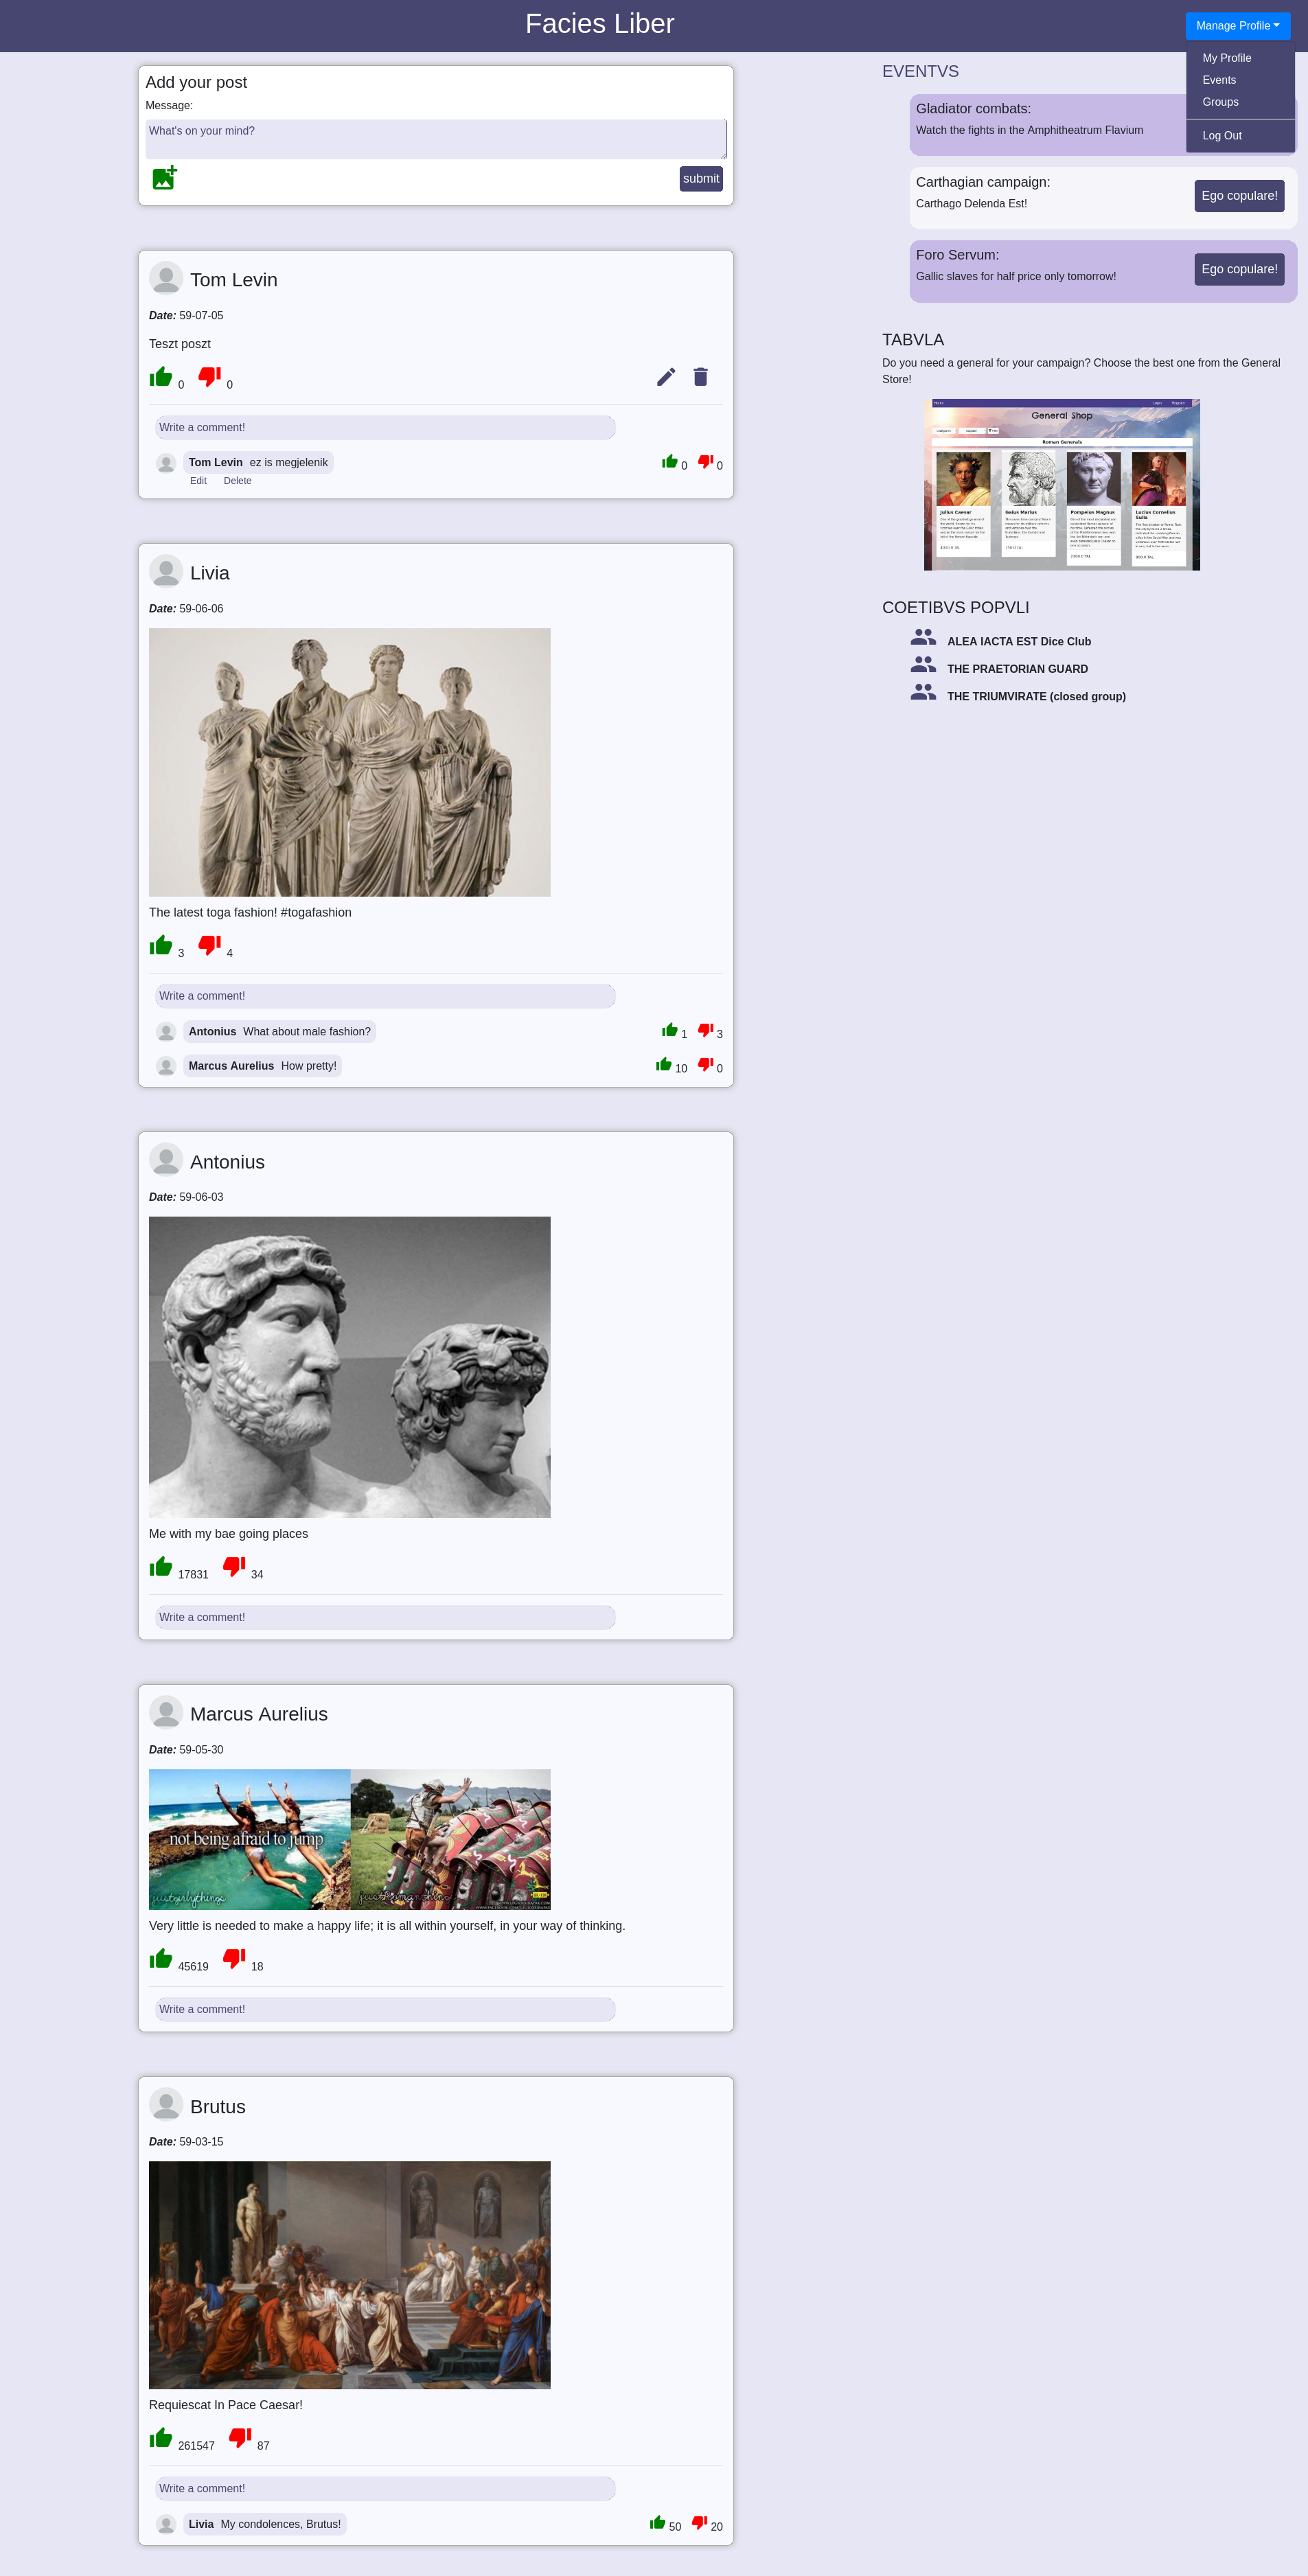 Facies Liber
Manage Profile
My Profile
Events
Groups
Log Out
Add your post
Message:
What's on your mind?
submit
Tom Levin
Date: 59-07-05
Teszt poszt
0 0
Write a comment!
Tom Levin ez is megjelenik
0 0
Edit Delete
Livia
Date: 59-06-06
The latest toga fashion! #togafashion
3 4
Write a comment!
Antonius What about male fashion?
1 3
Marcus Aurelius How pretty!
10 0
Antonius
Date: 59-06-03
Me with my bae going places
17831 34
Write a comment!
Marcus Aurelius
Date: 59-05-30
not being afraid to jump
justgirlythings
Very little is needed to make a happy life; it is all within yourself, in your way of thinking.
45619 18
Write a comment!
Brutus
Date: 59-03-15
Requiescat In Pace Caesar!
261547 87
Write a comment!
Livia My condolences, Brutus!
50 20
EVENTVS
Gladiator combats:
Watch the fights in the Amphitheatrum Flavium
Carthagian campaign:
Carthago Delenda Est!
Ego copulare!
Foro Servum:
Gallic slaves for half price only tomorrow!
Ego copulare!
TABVLA
Do you need a general for your campaign? Choose the best one from the General
Store!
General Shop
Roman Generals
Julius Caesar
Gaius Marius
Pompeius Magnus
Lucius Cornelius
Sulla
COETIBVS POPVLI
ALEA IACTA EST Dice Club
THE PRAETORIAN GUARD
THE TRIUMVIRATE (closed group)